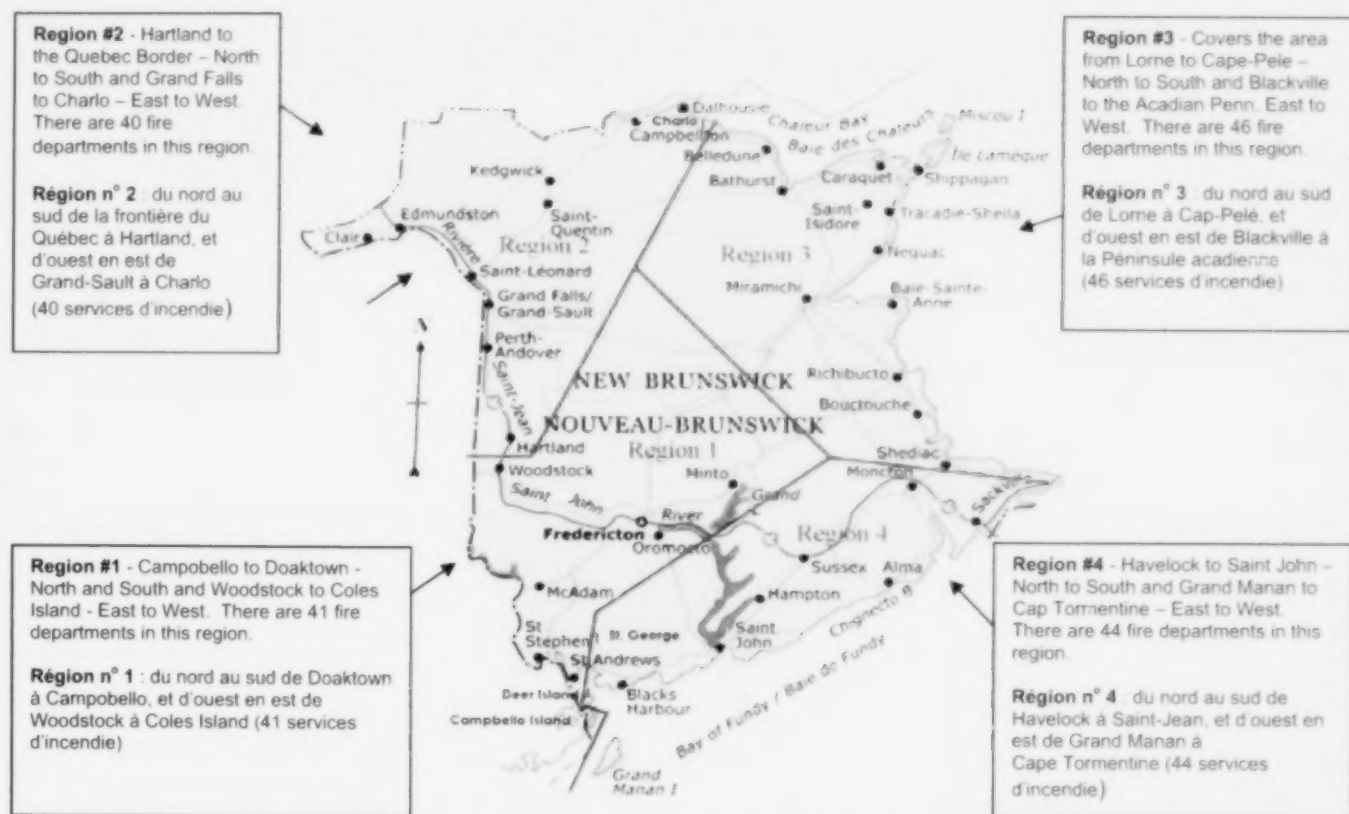 Region #2 - Hartland to
the Quebec Border – North
to South and Grand Falls
to Charlo – East to West.
There are 40 fire
departments in this region.
Région n° 2 : du nord au
sud de la frontière du
Québec à Hartland, et
d'ouest en est de
Grand-Sault à Charlo
(40 services d'incendie)
Region #3 - Covers the area
from Lorne to Cape-Pele –
North to South and Blackville
to the Acadian Penn. East to
West. There are 46 fire
departments in this region.
Région n° 3 : du nord au sud
de Lorne à Cap-Pelé, et
d'ouest en est de Blackville à
la Péninsule acadienne
(46 services d'incendie)
Dalhousie
Charlo
Campbellton
Chaleur Bay
Baie des Chaleurs
Miscou I
Belledune
Île Lamèque
Kedgwick
Bathurst
Caraquet
Shippagan
Saint-
Quentin
Saint-
Isidore
Tracadie-Sheila
Edmundston
Clair
Rivière
Region 2
Region 3
Neguac
Saint-Léonard
Miramichi
Baie-Sainte-
Anne
Grand Falls/
Grand-Sault
N
Perth-
Andover
Saint-Jean
NEW BRUNSWICK
Richibucto
NOUVEAU-BRUNSWICK
Bouctouche
Hartland
Region 1
Shediac
Woodstock
Minto
Moncton
Saint John River
Grand
Sackville
Fredericton
Oromocto
Region 4
Sussex
Alma
McAdam
Hampton
Chignecto B
St
Stephen
St. George
Saint
John
St Andrews
Deer Island
Blacks
Harbour
Campbello Island
Bay of Fundy / Baie de Fundy
Grand
Manan I
Region #1 - Campobello to Doaktown -
North and South and Woodstock to Coles
Island - East to West. There are 41 fire
departments in this region.
Région n° 1 : du nord au sud de Doaktown
à Campobello, et d'ouest en est de
Woodstock à Coles Island (41 services
d'incendie)
Region #4 - Havelock to Saint John –
North to South and Grand Manan to
Cap Tormentine – East to West.
There are 44 fire departments in this
region.
Région n° 4 : du nord au sud de
Havelock à Saint-Jean, et d'ouest en
est de Grand Manan à
Cape Tormentine (44 services
d'incendie)